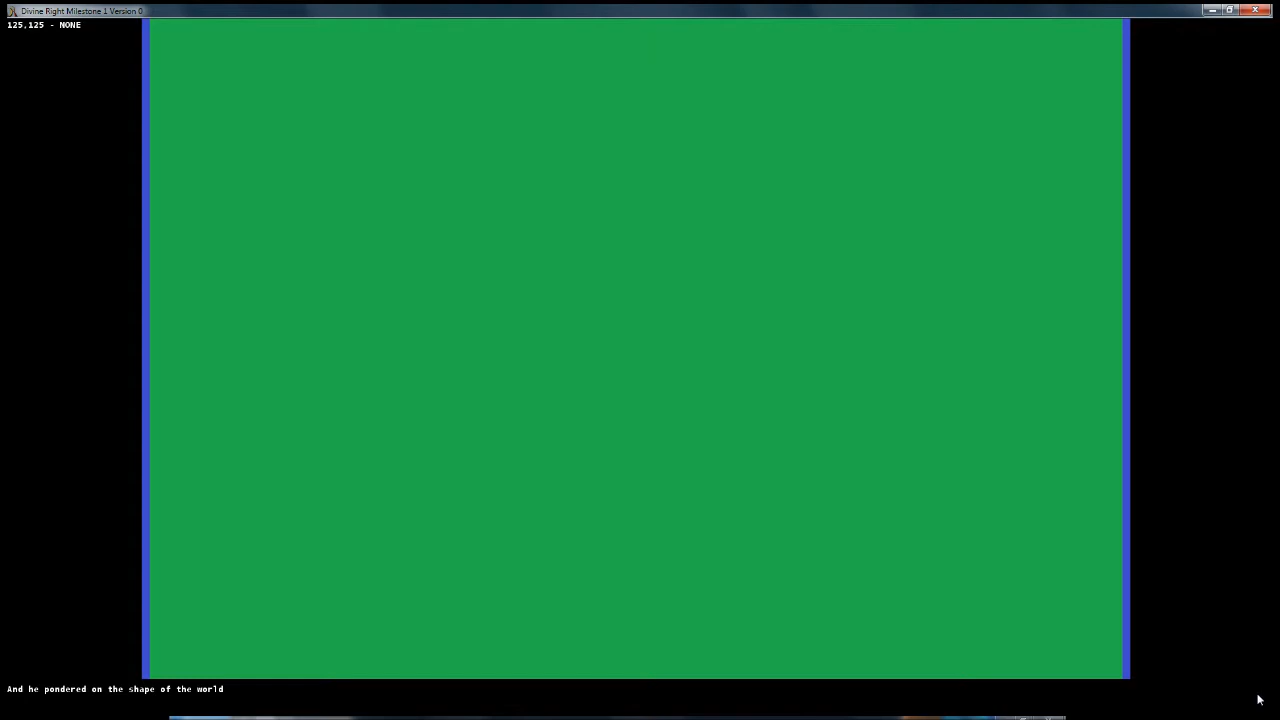 Divine Right Milestone 1 Version 0
125,125 - NONE
And he pondered on the shape of the world